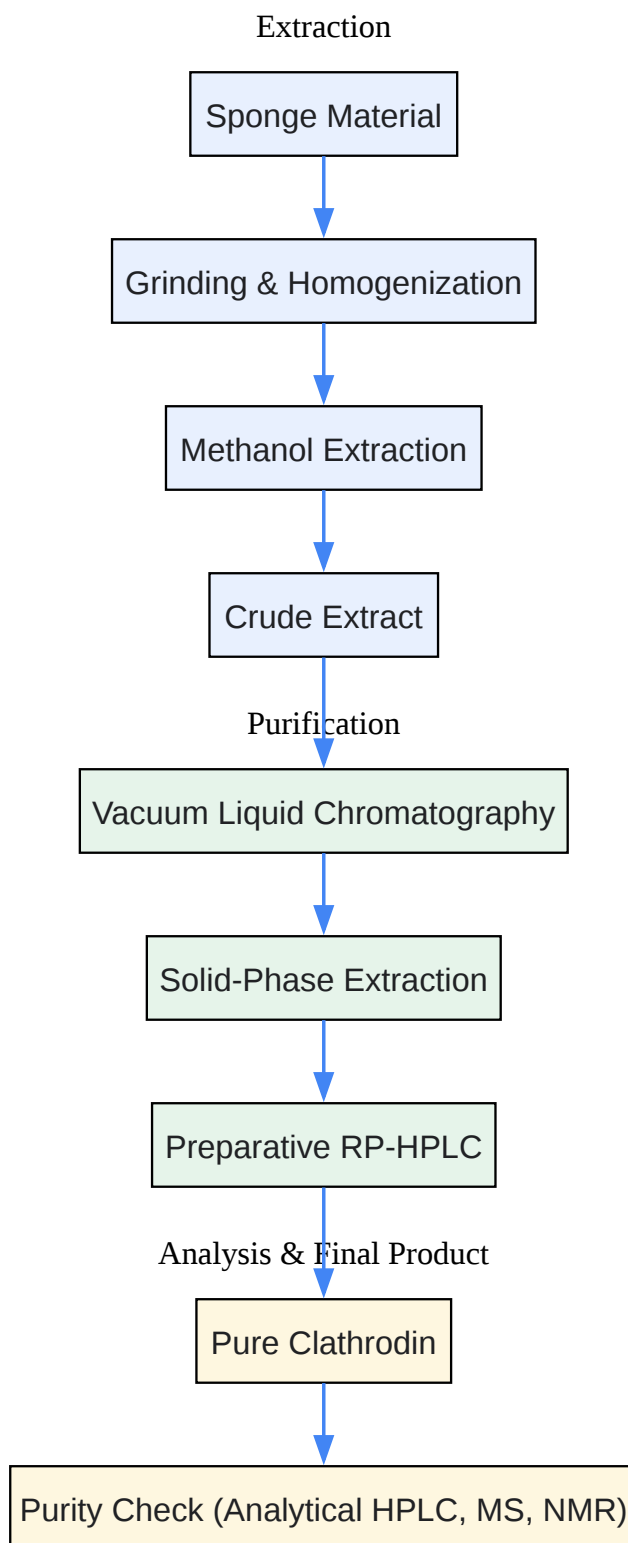 Extraction
Sponge Material
Grinding & Homogenization
Methanol Extraction
Crude Extract
Purification
Vacuum Liquid Chromatography
Solid-Phase Extraction
Preparative RP-HPLC
Analysis & Final Product
Pure Clathrodin
Purity Check (Analytical HPLC, MS, NMR)